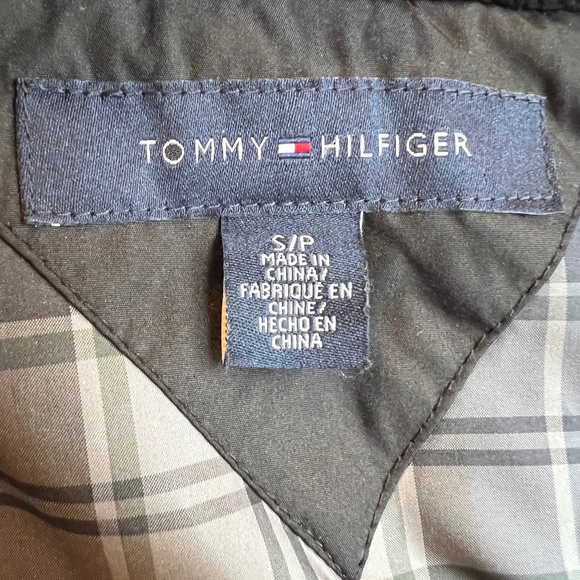 TOMMY HILFIGER
S/P
MADE IN
CHINA/
FABRIQUÉ EN
CHINE/
HECHO EN
CHINA